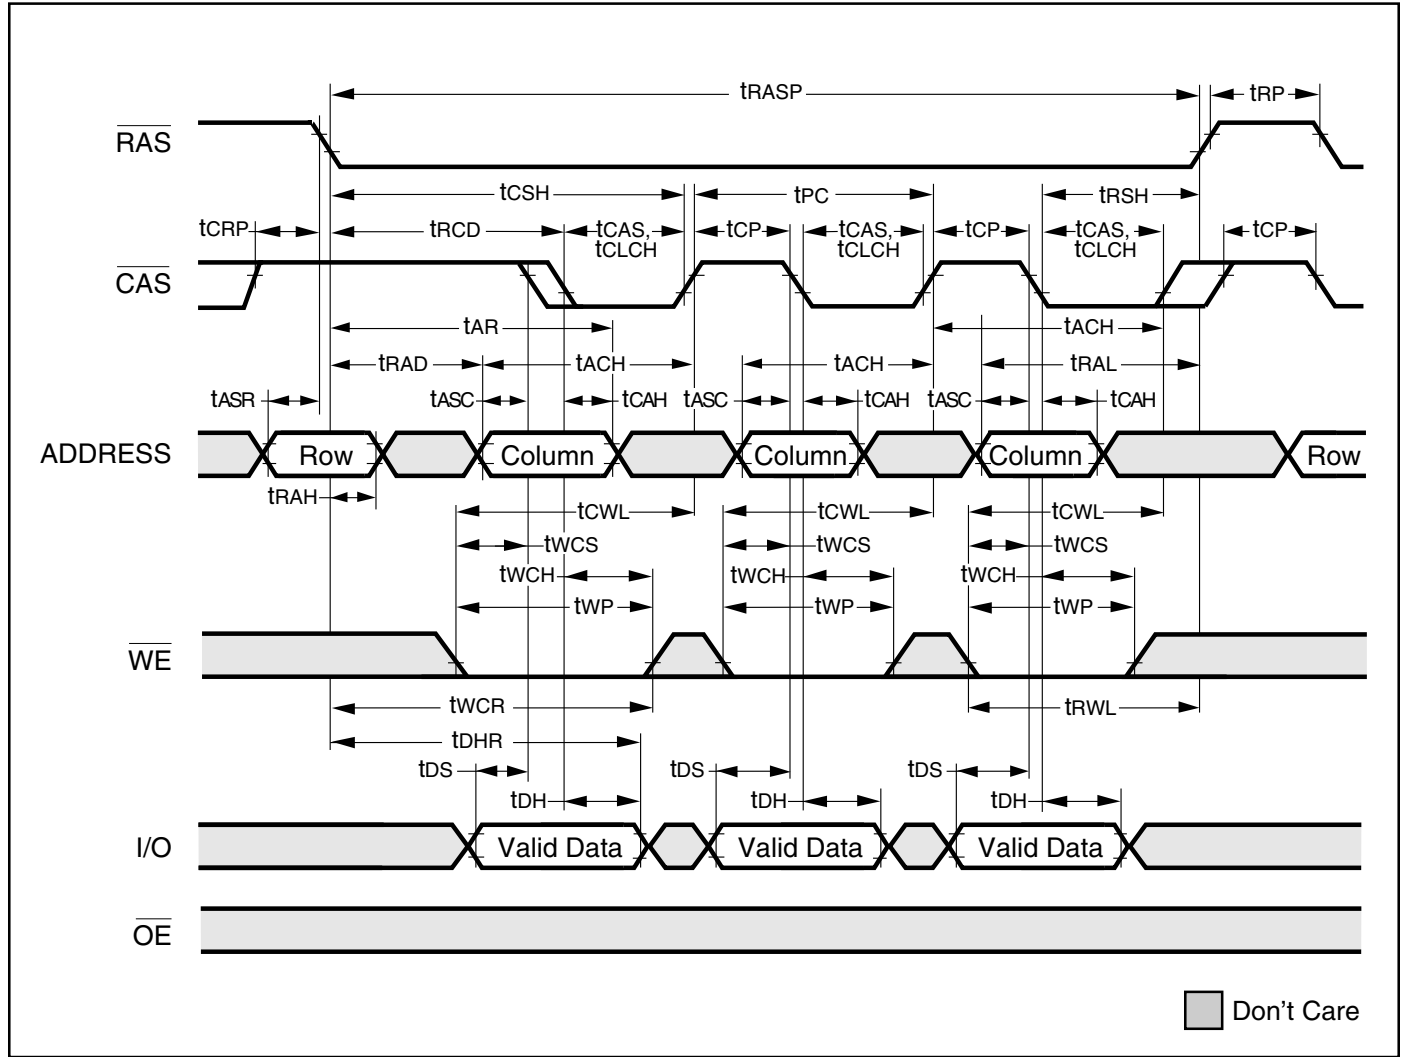 tRASP tRP
RAS
tCSH tPC tRSH
tCRP tRCD tCAS, tCLCH tCP tCAS, tCLCH tCP tCAS, tCLCH tCP
CAS
tAR tACH
tRAD tACH tACH tRAL
tASR tASC tCAH tASC tCAH tASC tCAH
ADDRESS Row Column Column Column Row
tRAH
tCWL tCWL tCWL
tWCS tWCS tWCS
tWCH tWCH tWCH
tWP tWP tWP
WE
tWCR tRWL
tDHR
tDS tDS tDS
tDH tDH tDH
I/O Valid Data Valid Data Valid Data
OE
Don't Care